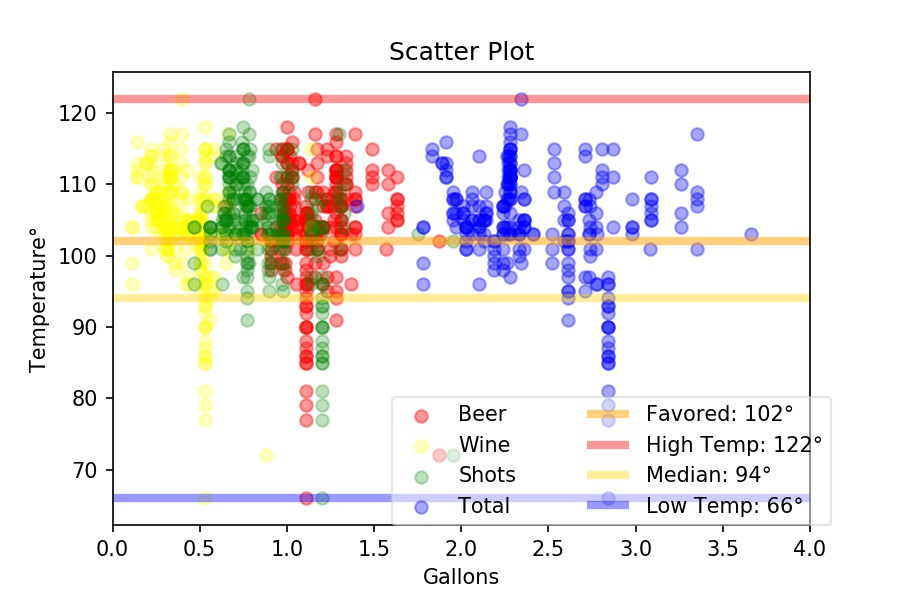 Scatter Plot
Temperature°
120
110
100
90
80
70
Beer
Wine
Shots
Total
Favored: 102°
High Temp: 122°
Median: 94°
Low Temp: 66°
0.0 0.5 1.0 1.5 2.0 2.5 3.0 3.5 4.0
Gallons